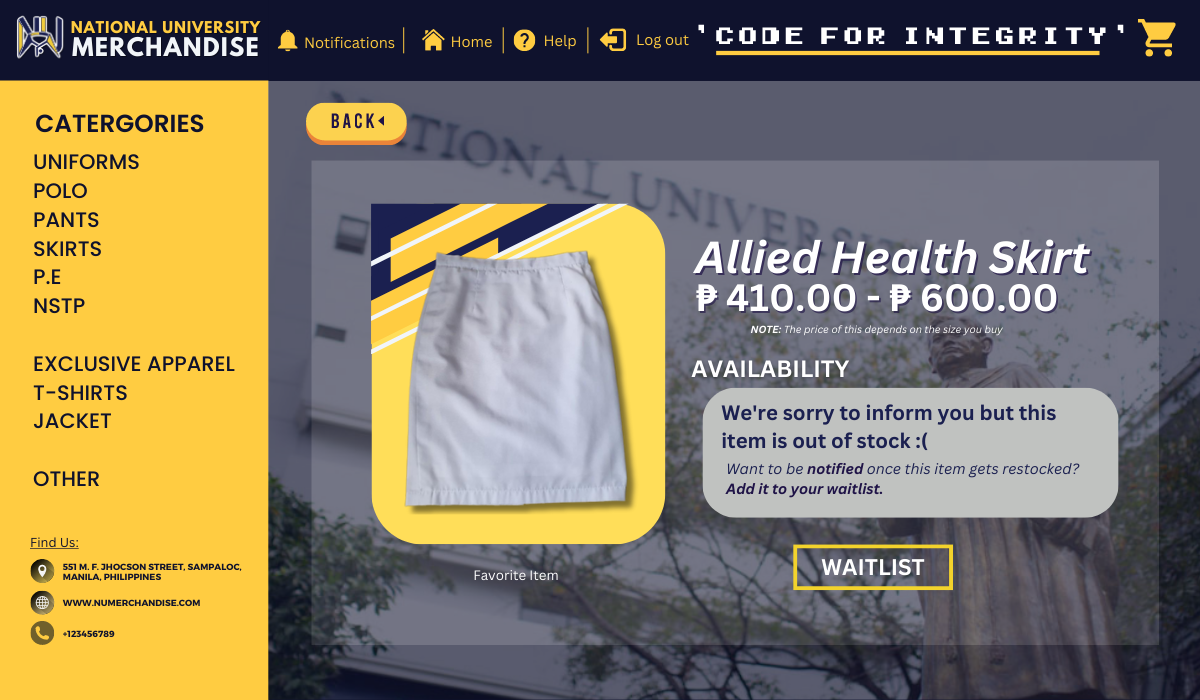 NATIONAL UNIVERSITY
MERCHANDISE
Notifications
Home
Help
Log out
'CODE FOR INTEGRITY'
CATERGORIES
UNIFORMS
POLO
PANTS
SKIRTS
P.E
NSTP
EXCLUSIVE APPAREL
T-SHIRTS
JACKET
OTHER
Find Us:
551 M. F. JHOCSON STREET, SAMPALOC,
MANILA, PHILIPPINES
WWW.NUMERCHANDISE.COM
+123456789
BACK
NATIONAL UNIVERSITY
Allied Health Skirt
₱ 410.00 - ₱ 600.00
NOTE: The price of this depends on the size you buy
AVAILABILITY
We're sorry to inform you but this
item is out of stock :(
Want to be notified once this item gets restocked?
Add it to your waitlist.
WAITLIST
Favorite Item